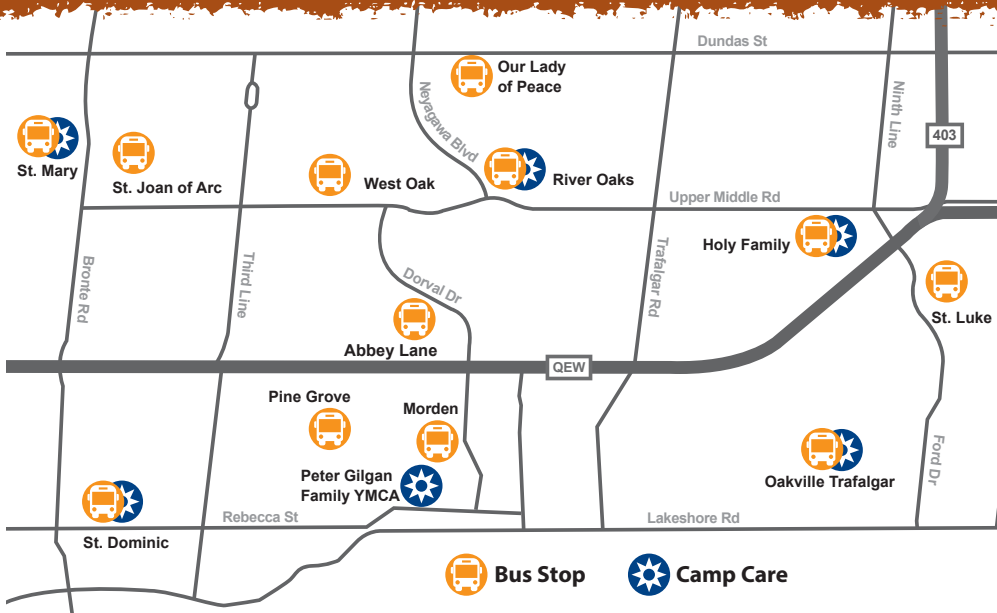 Dundas St
Our Lady
of Peace
Neyagawa Blvd
Ninth Line
403
St. Mary
St. Joan of Arc
West Oak
River Oaks
Upper Middle Rd
Holy Family
Bronte Rd
Third Line
Dorval Dr
Trafalgar Rd
St. Luke
Abbey Lane
QEW
Pine Grove
Morden
Peter Gilgan
Family YMCA
Oakville Trafalgar
Ford Dr
Rebecca St
Lakeshore Rd
St. Dominic
Bus Stop
Camp Care